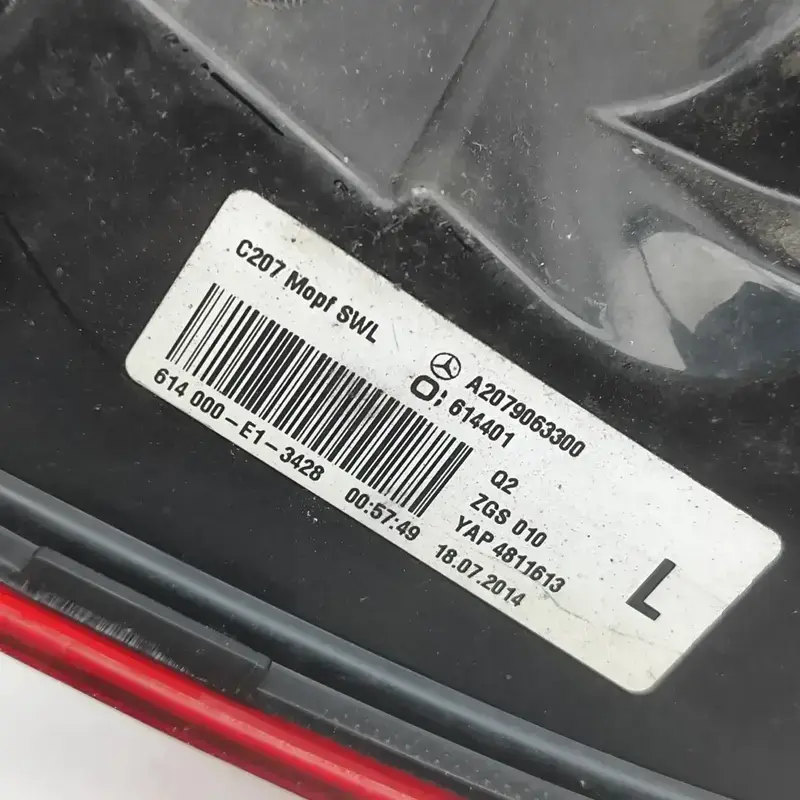 C207 Mopf SWL
A2079063300
614401
614 000-E1-3428 00:57:49 18.07.2014
Q2
ZGS 010
YAP 4811613
L